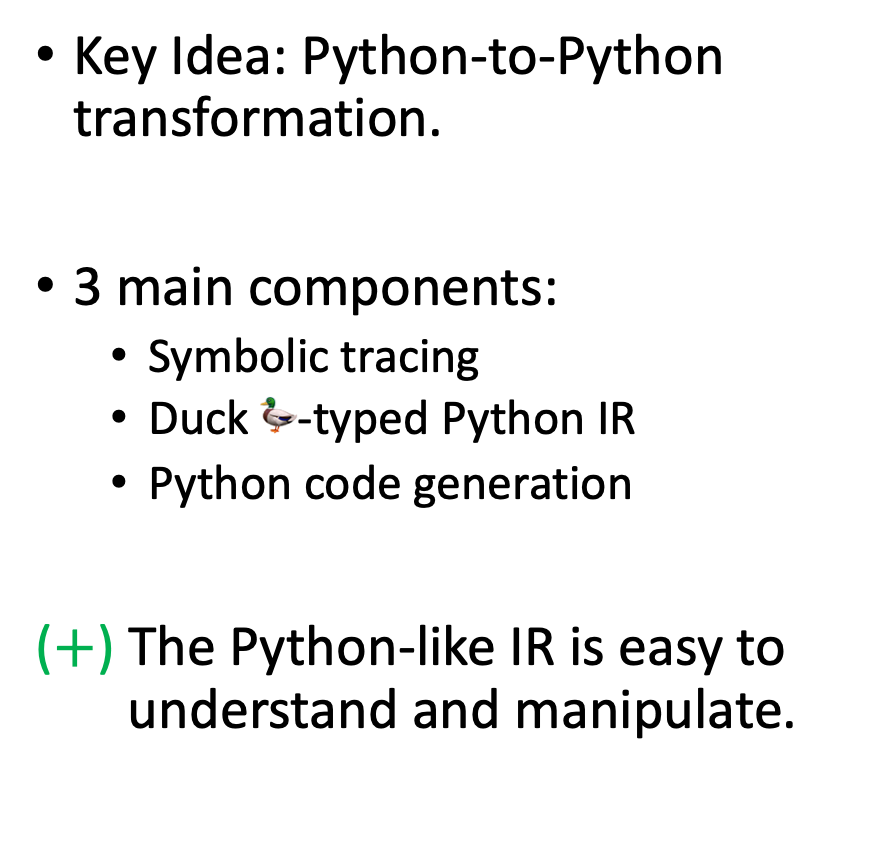 • Key Idea: Python-to-Python
transformation.
• 3 main components:
• Symbolic tracing
• Duck 🦆-typed Python IR
• Python code generation
(+) The Python-like IR is easy to
understand and manipulate.